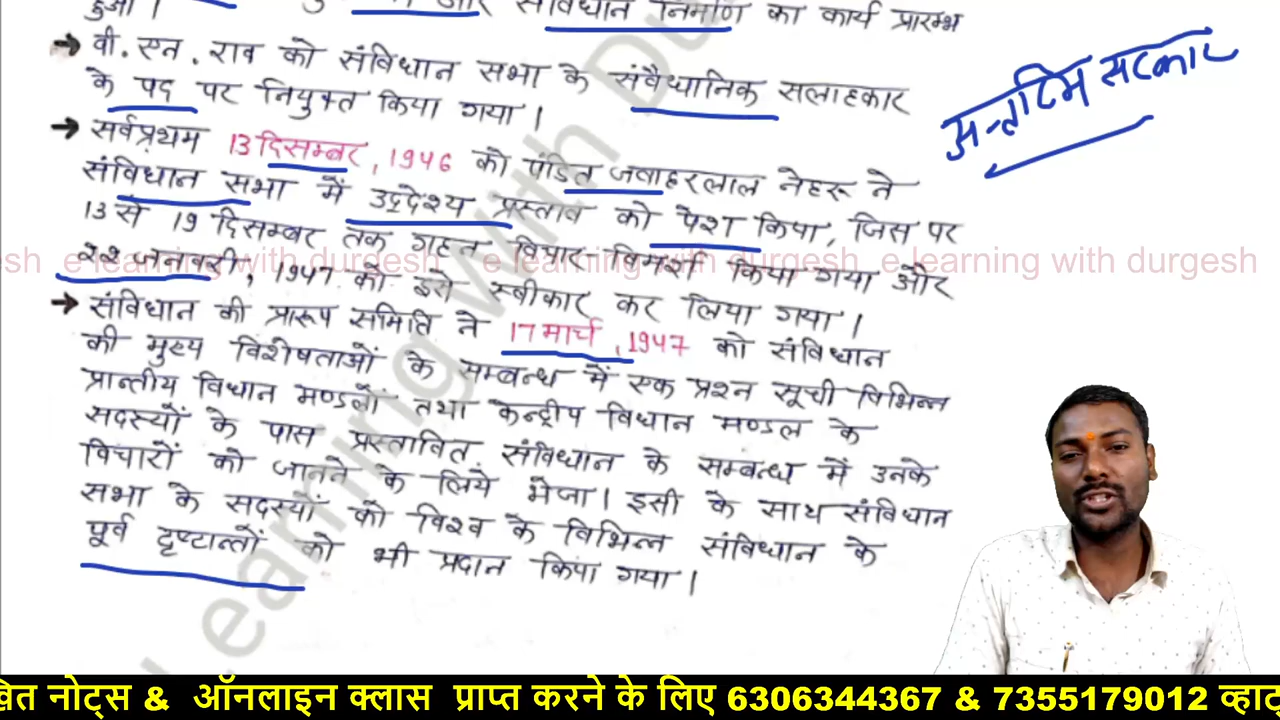 हुआ। और संविधान निर्माण का कार्य प्रारम्भ
→ वी. एन. राव को संविधान सभा के संवैधानिक सलाहकार
के पद पर नियुक्त किया गया।
→ सर्वप्रथम 13 दिसम्बर, 1946 को पंडित जवाहरलाल नेहरू ने
संविधान सभा में उद्देश्य प्रस्ताव को पेश किया, जिस पर
13 से 19 दिसम्बर तक गहन विचार-विमर्श किया गया और
22 जनवरी, 1947 को इसे स्वीकार कर लिया गया।
→ संविधान की प्रारूप समिति ने 17 मार्च, 1947 को संविधान
की मुख्य विशेषताओं के सम्बन्ध में एक प्रश्न सूची विभिन्न
प्रान्तीय विधान मण्डलों तथा केन्द्रीय विधान मण्डल के
सदस्यों के पास प्रस्तावित संविधान के सम्बन्ध में उनके
विचारों को जानने के लिये भेजा। इसी के साथ संविधान
सभा के सदस्यों को विश्व के विभिन्न संविधान के
पूर्व दृष्टान्तों को भी प्रदान किया गया।
अन्तरिम सरकार
esh e learning with durgesh e learning with durgesh
Learning With Du
खित नोट्स & ऑनलाइन क्लास प्राप्त करने के लिए 6306344367 & 7355179012 व्हाट्